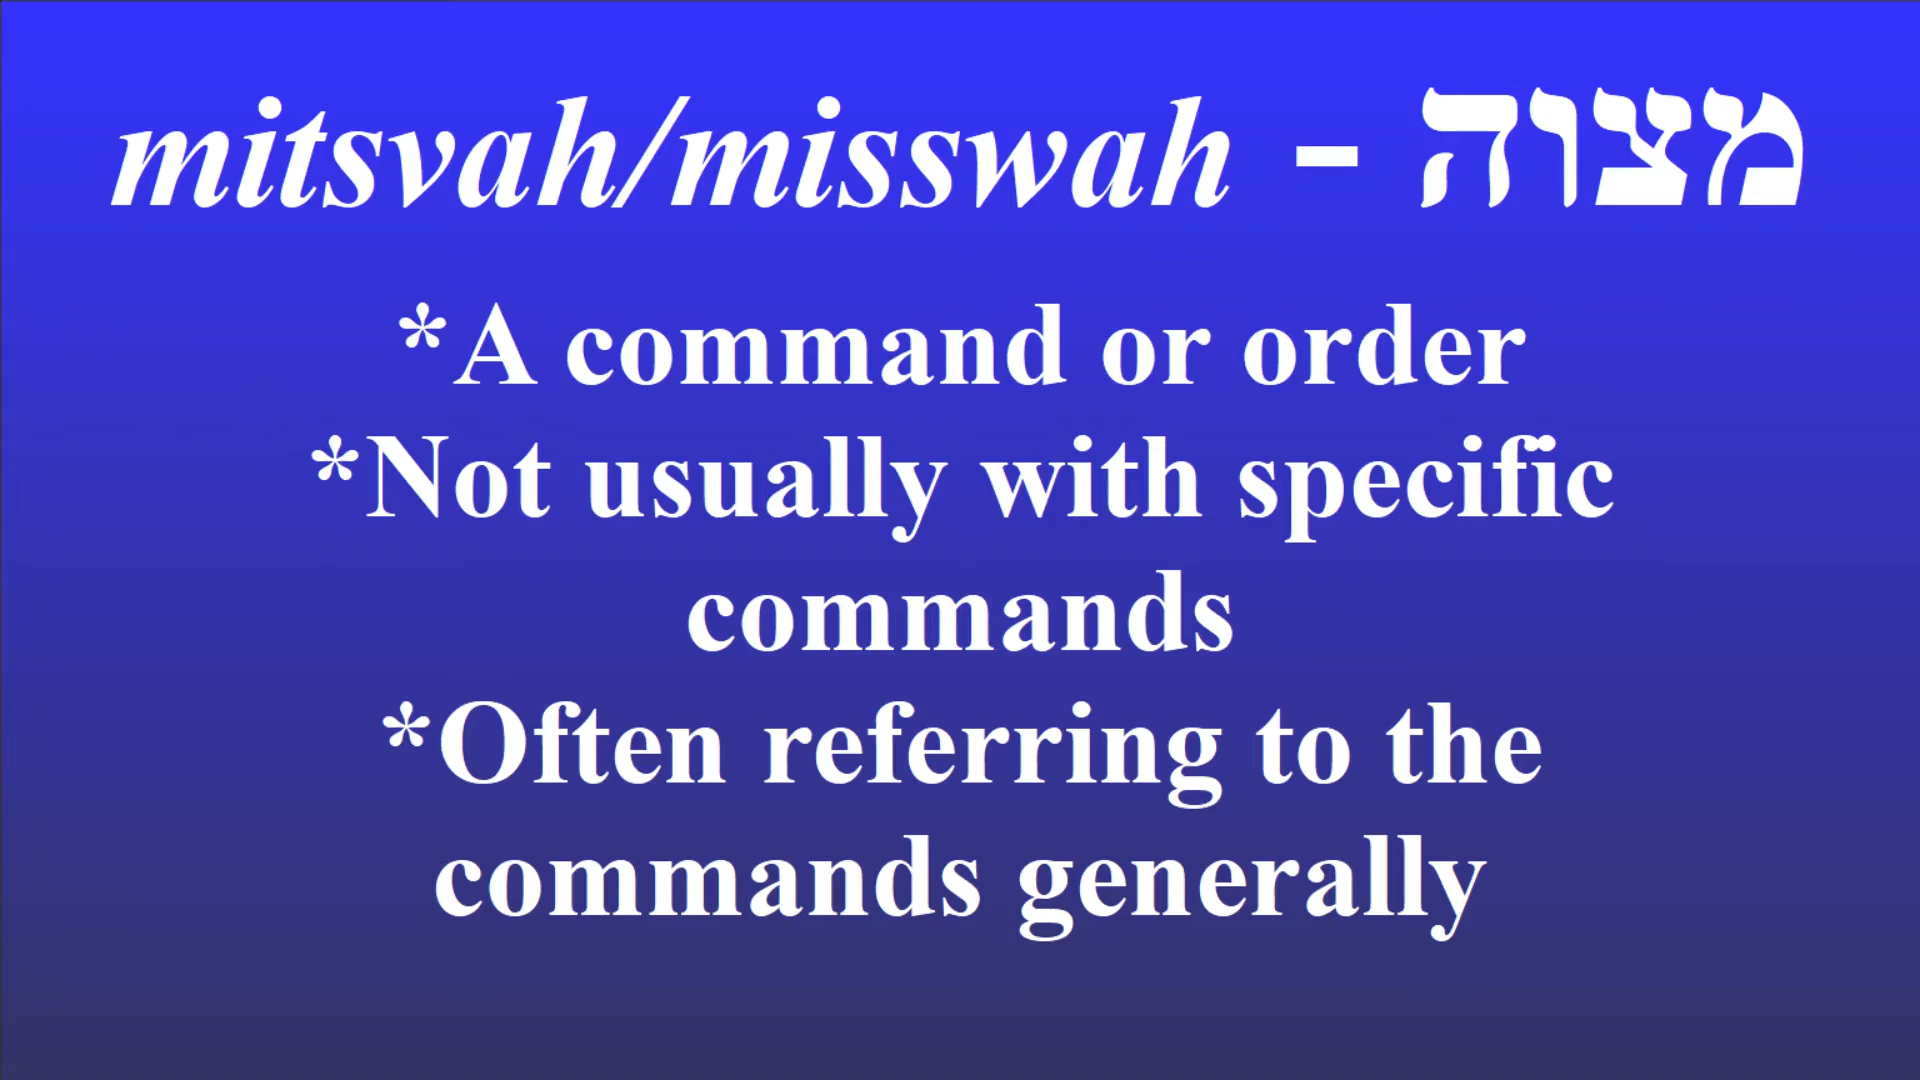 mitsvah/misswah - מצוה
*A command or order
*Not usually with specific
commands
*Often referring to the
commands generally